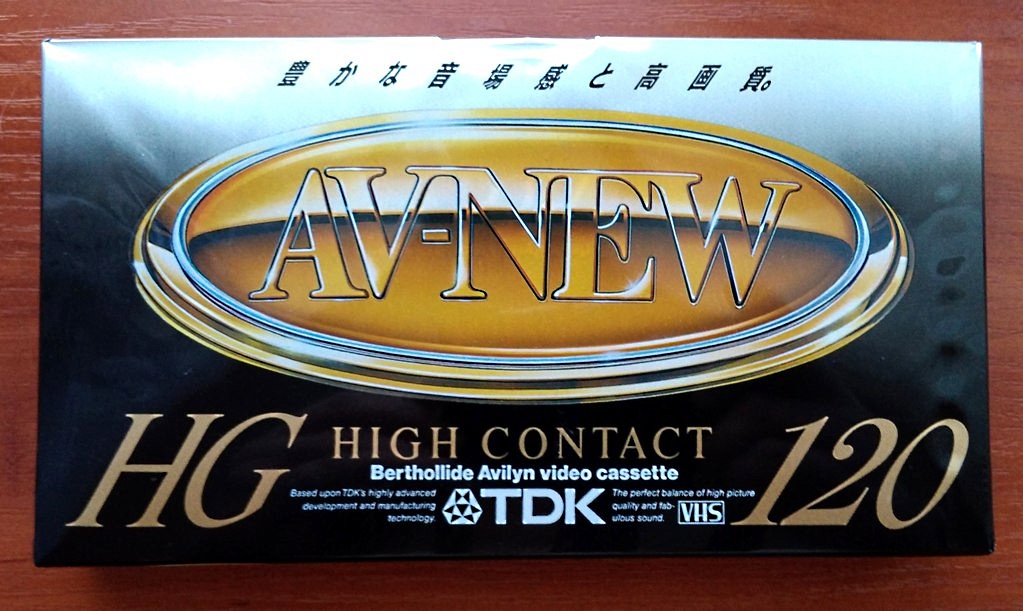 豊かな音場感と高画質。
AV-NEW
HG
HIGH CONTACT
120
Berthollide Avilyn video cassette
Based upon TDK's highly advanced
development and manufacturing
technology.
TDK
The perfect balance of high picture
quality and fab-
ulous sound.
VHS